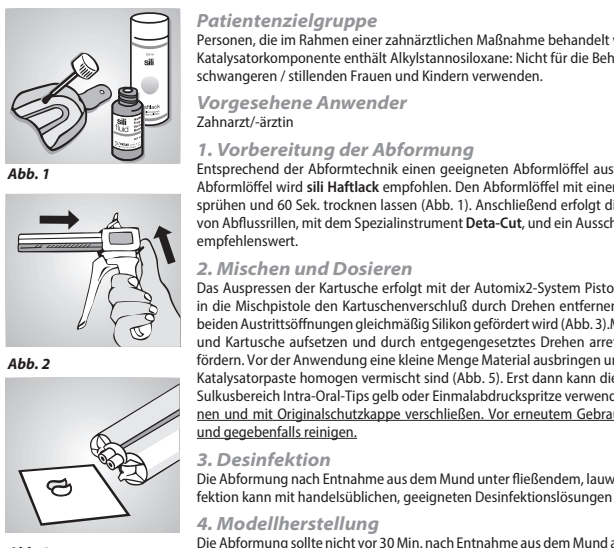 sili
sili
fluid
Haftlack
Abb. 1
Abb. 2
Patientenzielgruppe
Personen, die im Rahmen einer zahnärztlichen Maßnahme behandelt
Katalysatorkomponente enthält Alkylstannosiloxane: Nicht für die Beh
schwangeren / stillenden Frauen und Kindern verwenden.
Vorgesehene Anwender
Zahnarzt/-ärztin
1. Vorbereitung der Abformung
Entsprechend der Abformtechnik einen geeigneten Abformlöffel aus
Abformlöffel wird sili Haftlack empfohlen. Den Abformlöffel mit einer
sprühen und 60 Sek. trocknen lassen (Abb. 1). Anschließend erfolgt di
von Abflussrillen, mit dem Spezialinstrument Deta-Cut, und ein Aussch
empfehlenswert.
2. Mischen und Dosieren
Das Auspressen der Kartusche erfolgt mit der Automix2-System Pisto
in die Mischpistole den Kartuschenverschluß durch Drehen entfernen
beiden Austrittsöffnungen gleichmäßig Silikon gefördert wird (Abb. 3).M
und Kartusche aufsetzen und durch entgegengesetztes Drehen arre
fördern. Vor der Anwendung eine kleine Menge Material ausbringen u
Katalysatorpaste homogen vermischt sind (Abb. 5). Erst dann kann die
Sulkusbereich Intra-Oral-Tips gelb oder Einmalabdruckspritze verwend
nen und mit Originalschutzkappe verschließen. Vor erneutem Gebrau
und gegebenfalls reinigen.
3. Desinfektion
Die Abformung nach Entnahme aus dem Mund unter fließendem, lauw
fektion kann mit handelsüblichen, geeigneten Desinfektionslösungen
4. Modellherstellung
Die Abformung sollte nicht vor 30 Min. nach Entnahme aus dem Mund a